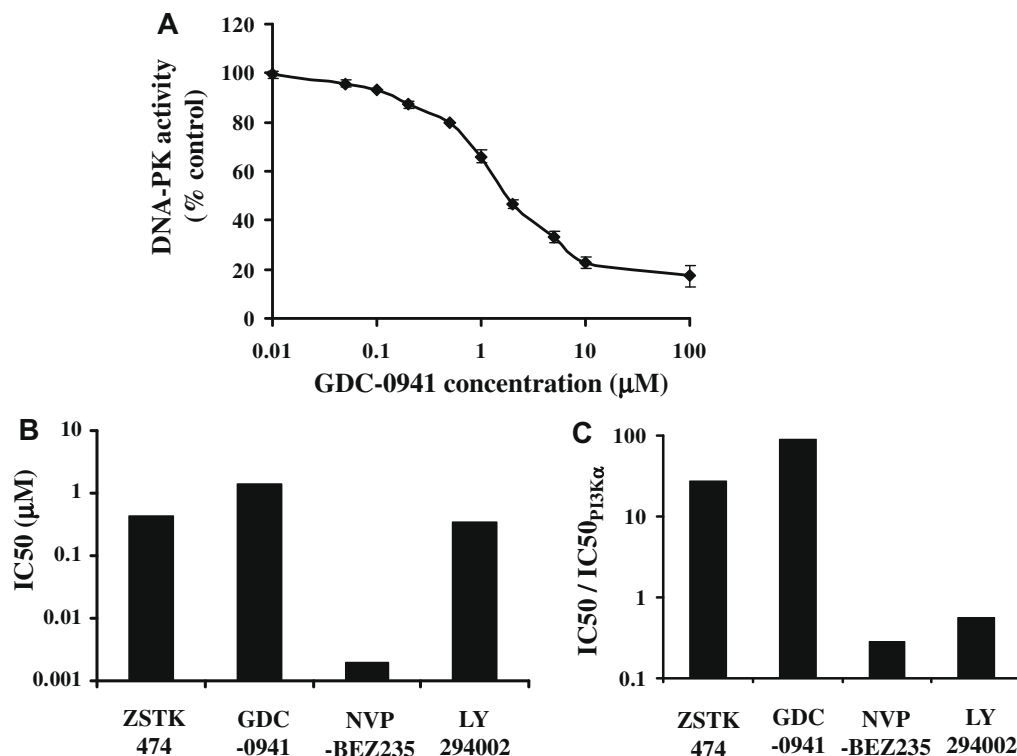 A
DNA-PK activity
(% control)
120
100
80
60
40
20
0
0.01 0.1 1 10 100
GDC-0941 concentration (μM)
B
IC50 (μM)
10
1
0.1
0.01
0.001
ZSTK GDC NVP LY
474 -0941 -BEZ235 294002
C
IC50 / IC50PI3Kα
100
10
1
0.1
ZSTK GDC NVP LY
474 -0941 -BEZ235 294002